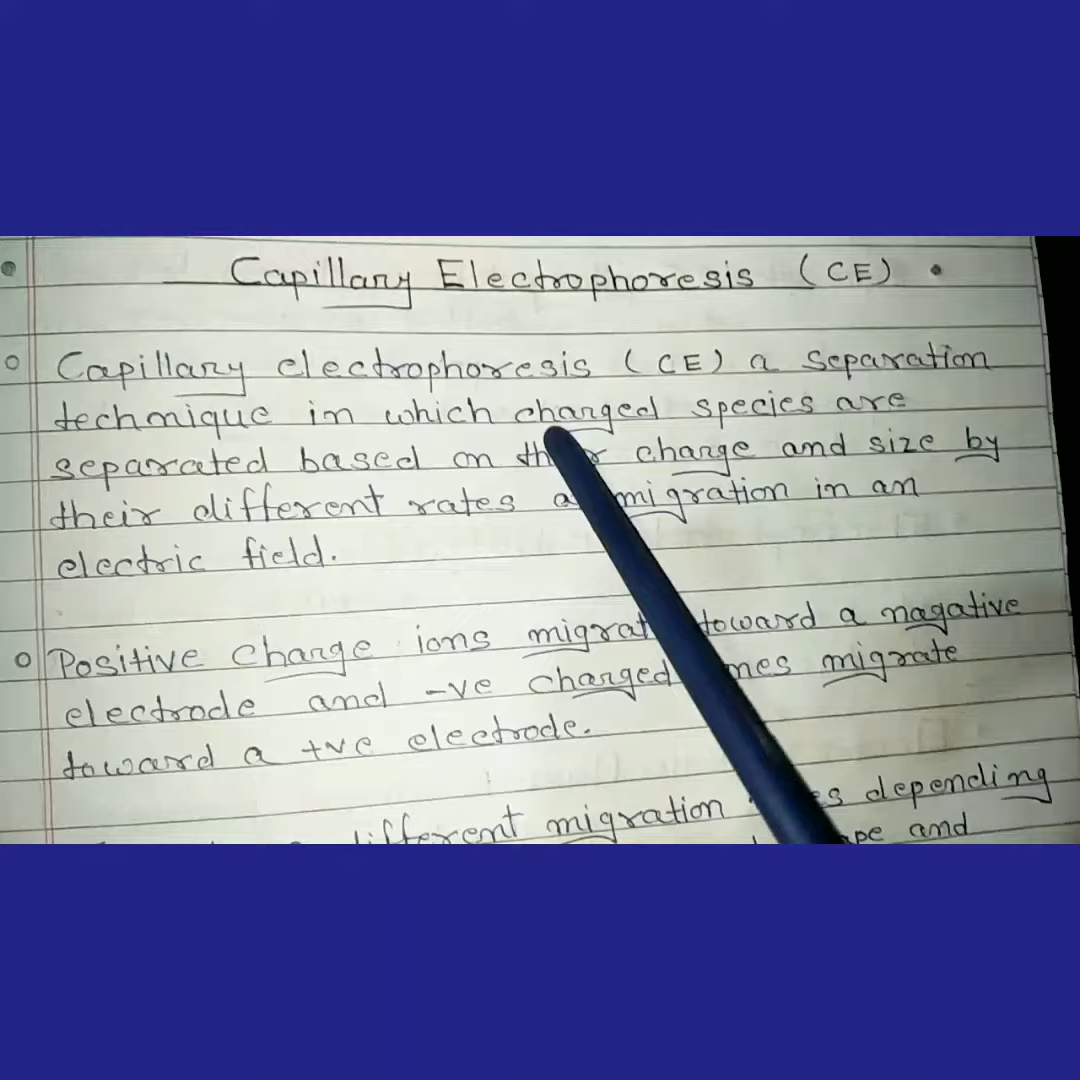 Capillary Electrophoresis (CE)
Capillary electrophoresis (CE) a separation
technique in which charged species are
separated based on charge and size by
their different rates migration in an
electric field.
Positive charge ions toward a nagative
electrode and -ve charged migrate
toward a +ve electrode.
different migration depending
and